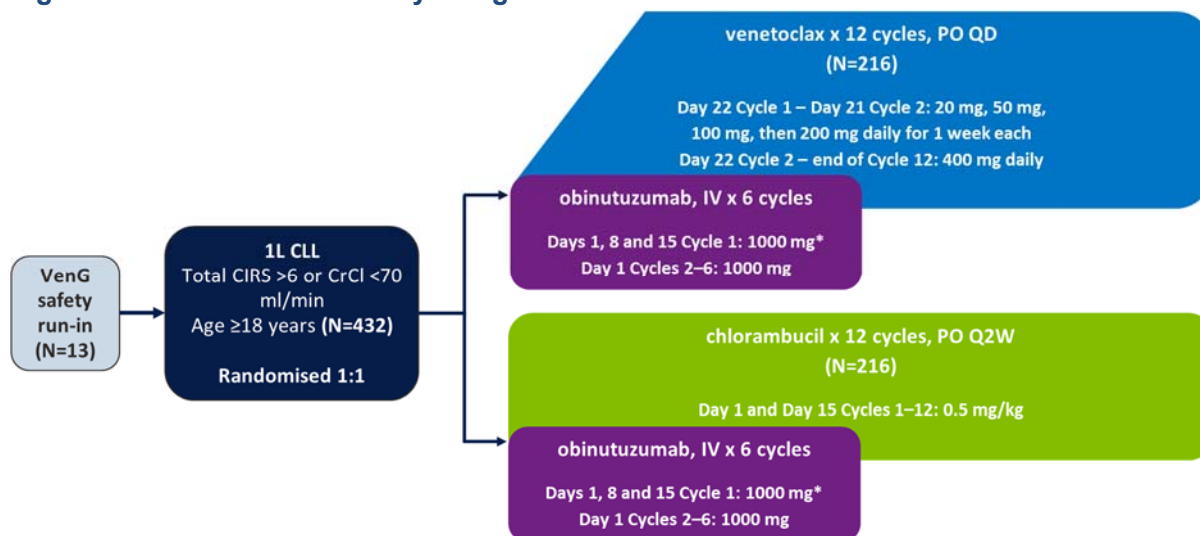 VenG
safety
run-in
(N=13)
1L CLL
Total CIRS >6 or CrCl <70
ml/min
Age ≥18 years (N=432)
Randomised 1:1
venetoclax x 12 cycles, PO QD
(N=216)
Day 22 Cycle 1 – Day 21 Cycle 2: 20 mg, 50 mg,
100 mg, then 200 mg daily for 1 week each
Day 22 Cycle 2 – end of Cycle 12: 400 mg daily
obinutuzumab, IV x 6 cycles
Days 1, 8 and 15 Cycle 1: 1000 mg*
Day 1 Cycles 2–6: 1000 mg
chlorambucil x 12 cycles, PO Q2W
(N=216)
Day 1 and Day 15 Cycles 1–12: 0.5 mg/kg
obinutuzumab, IV x 6 cycles
Days 1, 8 and 15 Cycle 1: 1000 mg*
Day 1 Cycles 2–6: 1000 mg